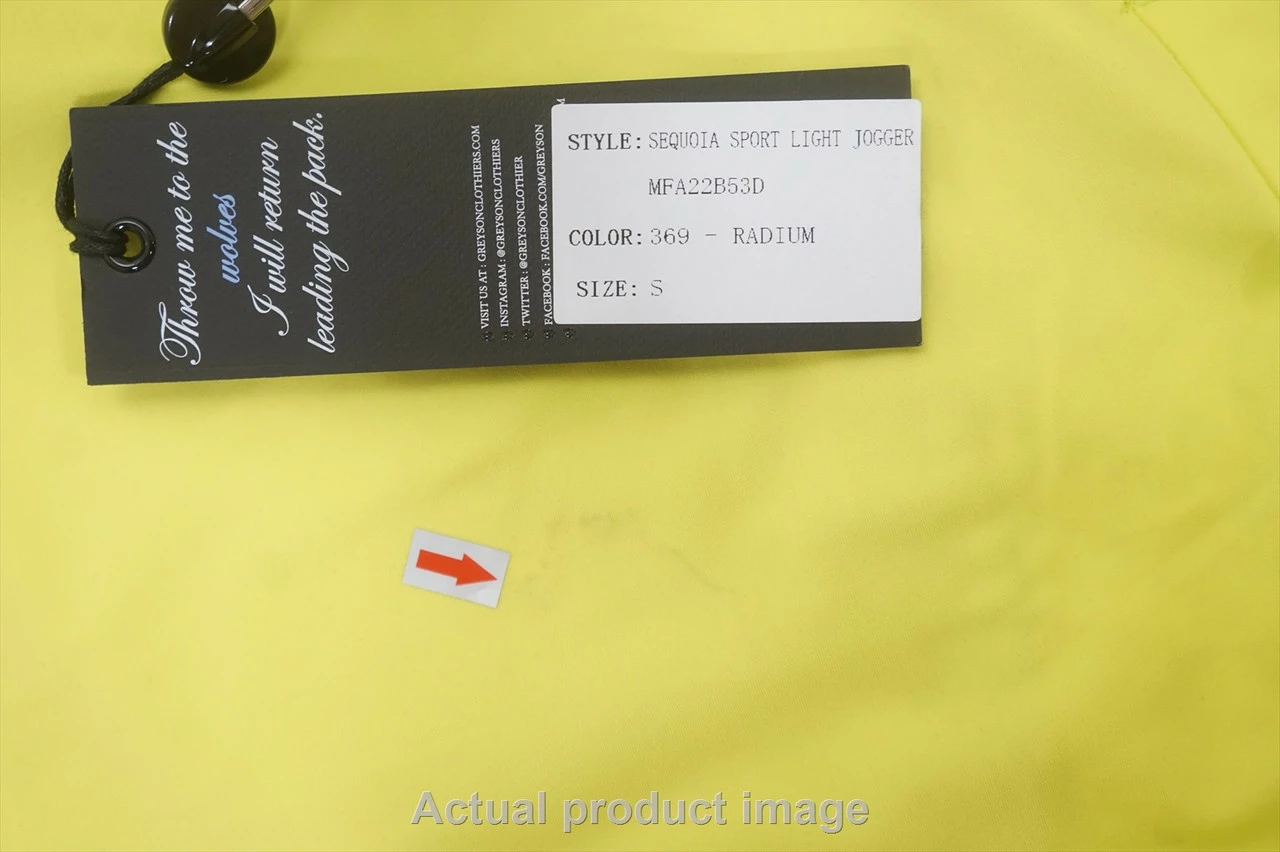 Throw me to the
wolves
I will return
leading the pack.
VISIT US AT : GREYSONCLOTHIERS.COM
INSTAGRAM : @GREYSONCLOTHIERS
TWITTER : @GREYSONCLOTHIER
FACEBOOK : FACEBOOK.COM/GREYSON
M
STYLE: SEQUOIA SPORT LIGHT JOGGER
MFA22B53D
COLOR: 369 - RADIUM
SIZE: S
Actual product image